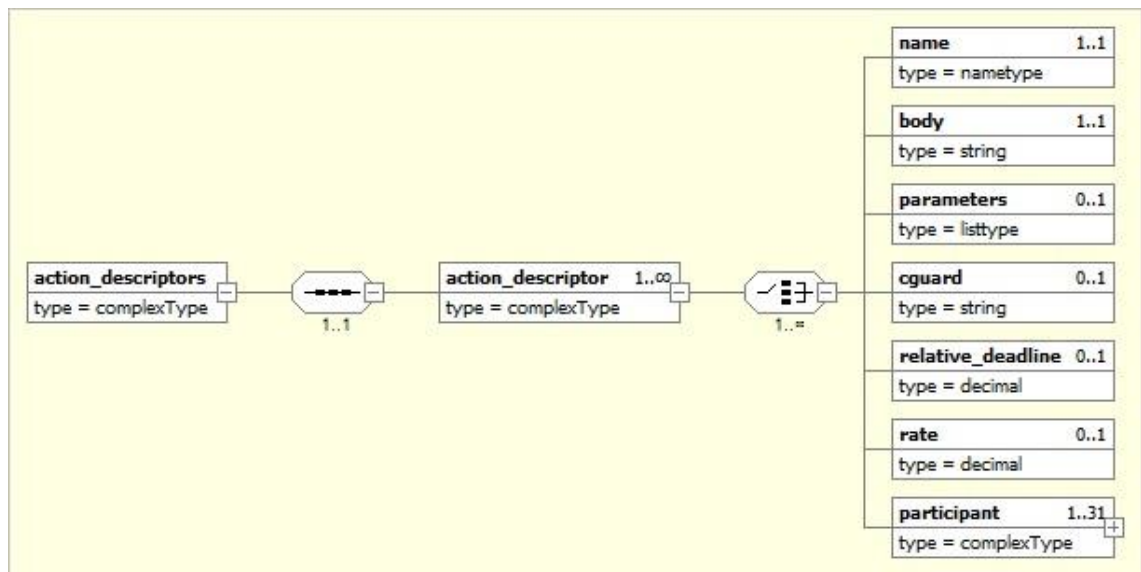 name 1..1
type = nametype
body 1..1
type = string
parameters 0..1
type = listtype
action_descriptors
type = complexType
1..1
action_descriptor 1..∞
type = complexType
1..∞
cguard 0..1
type = string
relative_deadline 0..1
type = decimal
rate 0..1
type = decimal
participant 1..31
type = complexType